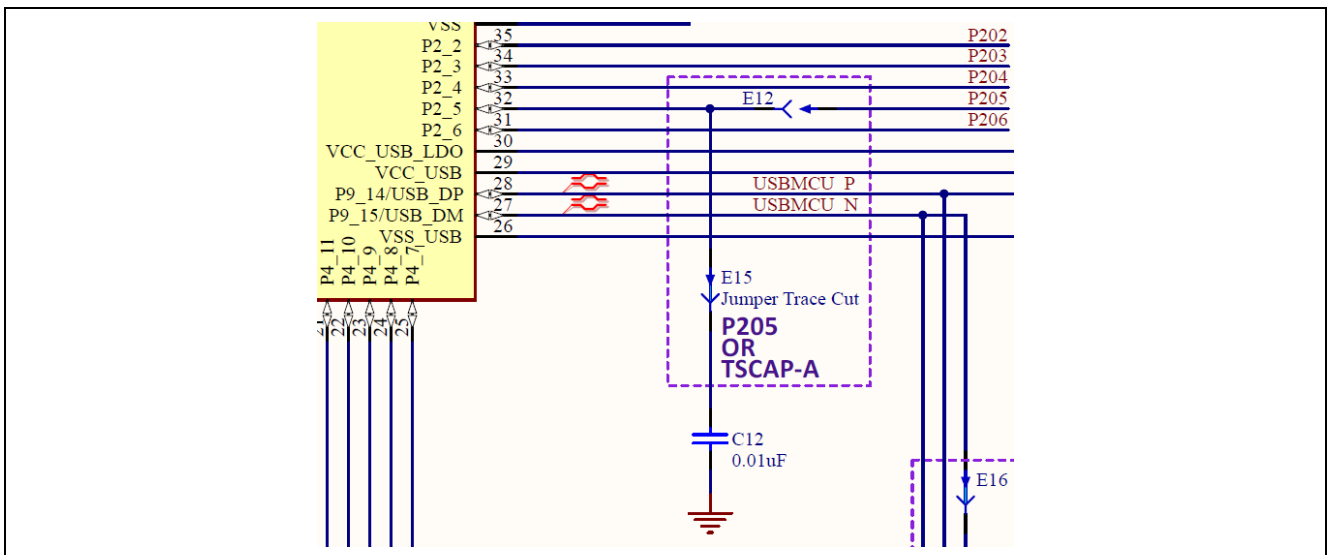 VSS
35
P2_2
P202
34
P2_3
P203
33
P2_4
P204
32
P2_5
E12
P205
31
P2_6
P206
30
VCC_USB_LDO
29
VCC_USB
28
P9_14/USB_DP
USBMCU_P
27
P9_15/USB_DM
USBMCU_N
26
VSS_USB
P4_11
P4_10
P4_9
P4_8
P4_7
21
22
23
24
25
E15
Jumper Trace Cut
P205
OR
TSCAP-A
C12
0.01uF
E16